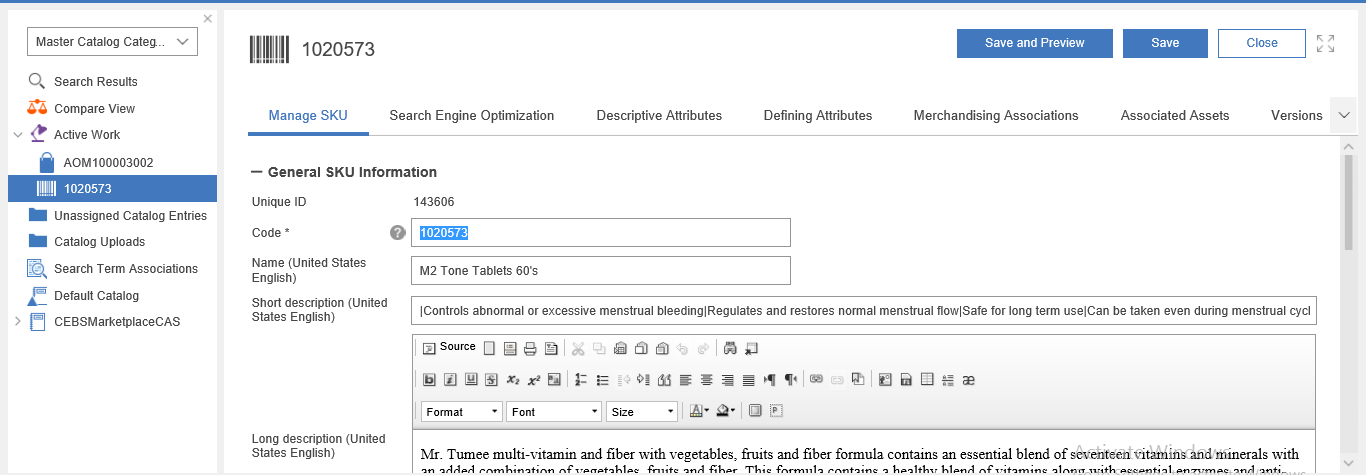 Master Catalog Categ...
Search Results
Compare View
Active Work
AOM100003002
1020573
Unassigned Catalog Entries
Catalog Uploads
Search Term Associations
Default Catalog
CEBSMarketplaceCAS
1020573
Save and Preview
Save
Close
Manage SKU
Search Engine Optimization
Descriptive Attributes
Defining Attributes
Merchandising Associations
Associated Assets
Versions
General SKU Information
Unique ID
143606
Code *
1020573
Name (United States
English)
M2 Tone Tablets 60's
Short description (United
States English)
|Controls abnormal or excessive menstrual bleeding|Regulates and restores normal menstrual flow|Safe for long term use|Can be taken even during menstrual cycl
Source
Format
Font
Size
Long description (United
States English)
Mr. Tumee multi-vitamin and fiber with vegetables, fruits and fiber formula contains an essential blend of seventeen vitamins and minerals with
an added combination of vegetables, fruits and fiber. This formula contains a healthy blend of vitamins along with essential enzymes and anti-
Activate Windows